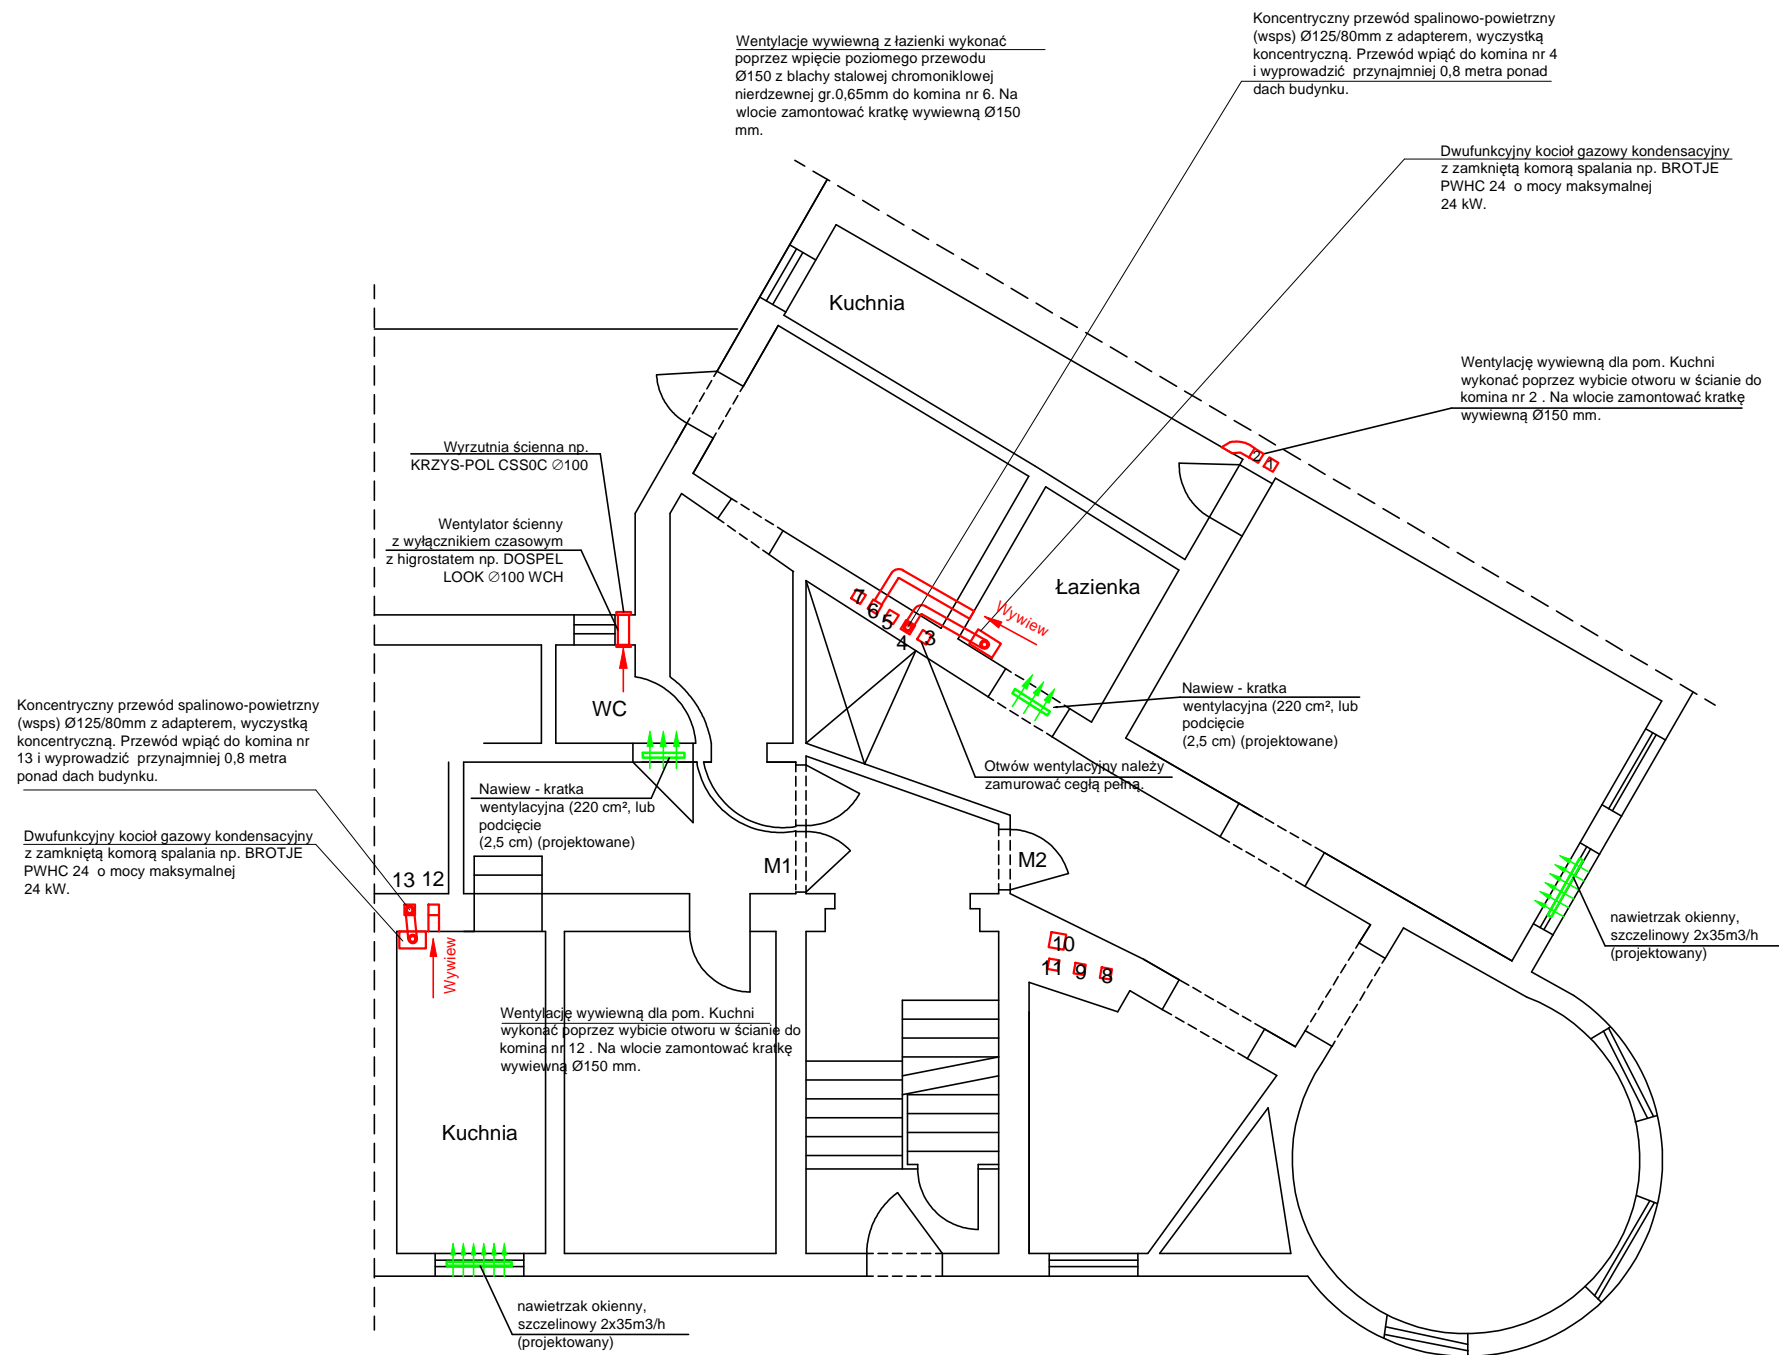 Wentylacje wywiewną z łazienki wykonać
poprzez wpięcie poziomego przewodu
Ø150 z blachy stalowej chromoniklowej
nierdzewnej gr.0,65mm do komina nr 6. Na
wlocie zamontować kratkę wywiewną Ø150
mm.
Koncentryczny przewód spalinowo-powietrzny
(wsps) Ø125/80mm z adapterem, wyczystką
koncentryczną. Przewód wpiąć do komina nr 4
i wyprowadzić przynajmniej 0,8 metra ponad
dach budynku.
Dwufunkcyjny kocioł gazowy kondensacyjny
z zamkniętą komorą spalania np. BROTJE
PWHC 24 o mocy maksymalnej
24 kW.
Kuchnia
Wentylację wywiewną dla pom. Kuchni
wykonać poprzez wybicie otworu w ścianie do
komina nr 2 . Na wlocie zamontować kratkę
wywiewną Ø150 mm.
2
1
Wyrzutnia ścienna np.
KRZYS-POL CSS0C ∅100
Wentylator ścienny
z wyłącznikiem czasowym
z higrostatem np. DOSPEL
LOOK ∅100 WCH
Łazienka
7
6
5
4
3
Wywiew
WC
Nawiew - kratka
wentylacyjna (220 cm², lub
podcięcie
(2,5 cm) (projektowane)
Otwów wentylacyjny należy
zamurować cegłą pełną.
Koncentryczny przewód spalinowo-powietrzny
(wsps) Ø125/80mm z adapterem, wyczystką
koncentryczną. Przewód wpiąć do komina nr
13 i wyprowadzić przynajmniej 0,8 metra
ponad dach budynku.
Nawiew - kratka
wentylacyjna (220 cm², lub
podcięcie
(2,5 cm) (projektowane)
Dwufunkcyjny kocioł gazowy kondensacyjny
z zamkniętą komorą spalania np. BROTJE
PWHC 24 o mocy maksymalnej
24 kW.
M1
M2
13 12
Wywiew
10
11 9 8
nawietrzak okienny,
szczelinowy 2x35m3/h
(projektowany)
Wentylację wywiewną dla pom. Kuchni
wykonać poprzez wybicie otworu w ścianie do
komina nr 12 . Na wlocie zamontować kratkę
wywiewną Ø150 mm.
Kuchnia
nawietrzak okienny,
szczelinowy 2x35m3/h
(projektowany)